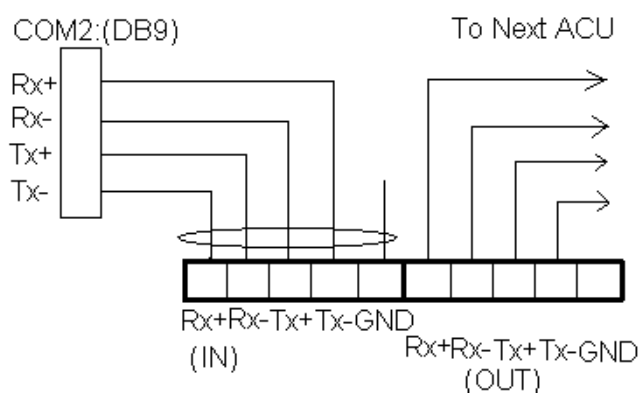 COM2:(DB9)
To Next ACU
Rx+
Rx-
Tx+
Tx-
Rx+Rx-Tx+Tx-GND
(IN)
Rx+Rx-Tx+Tx-GND
(OUT)